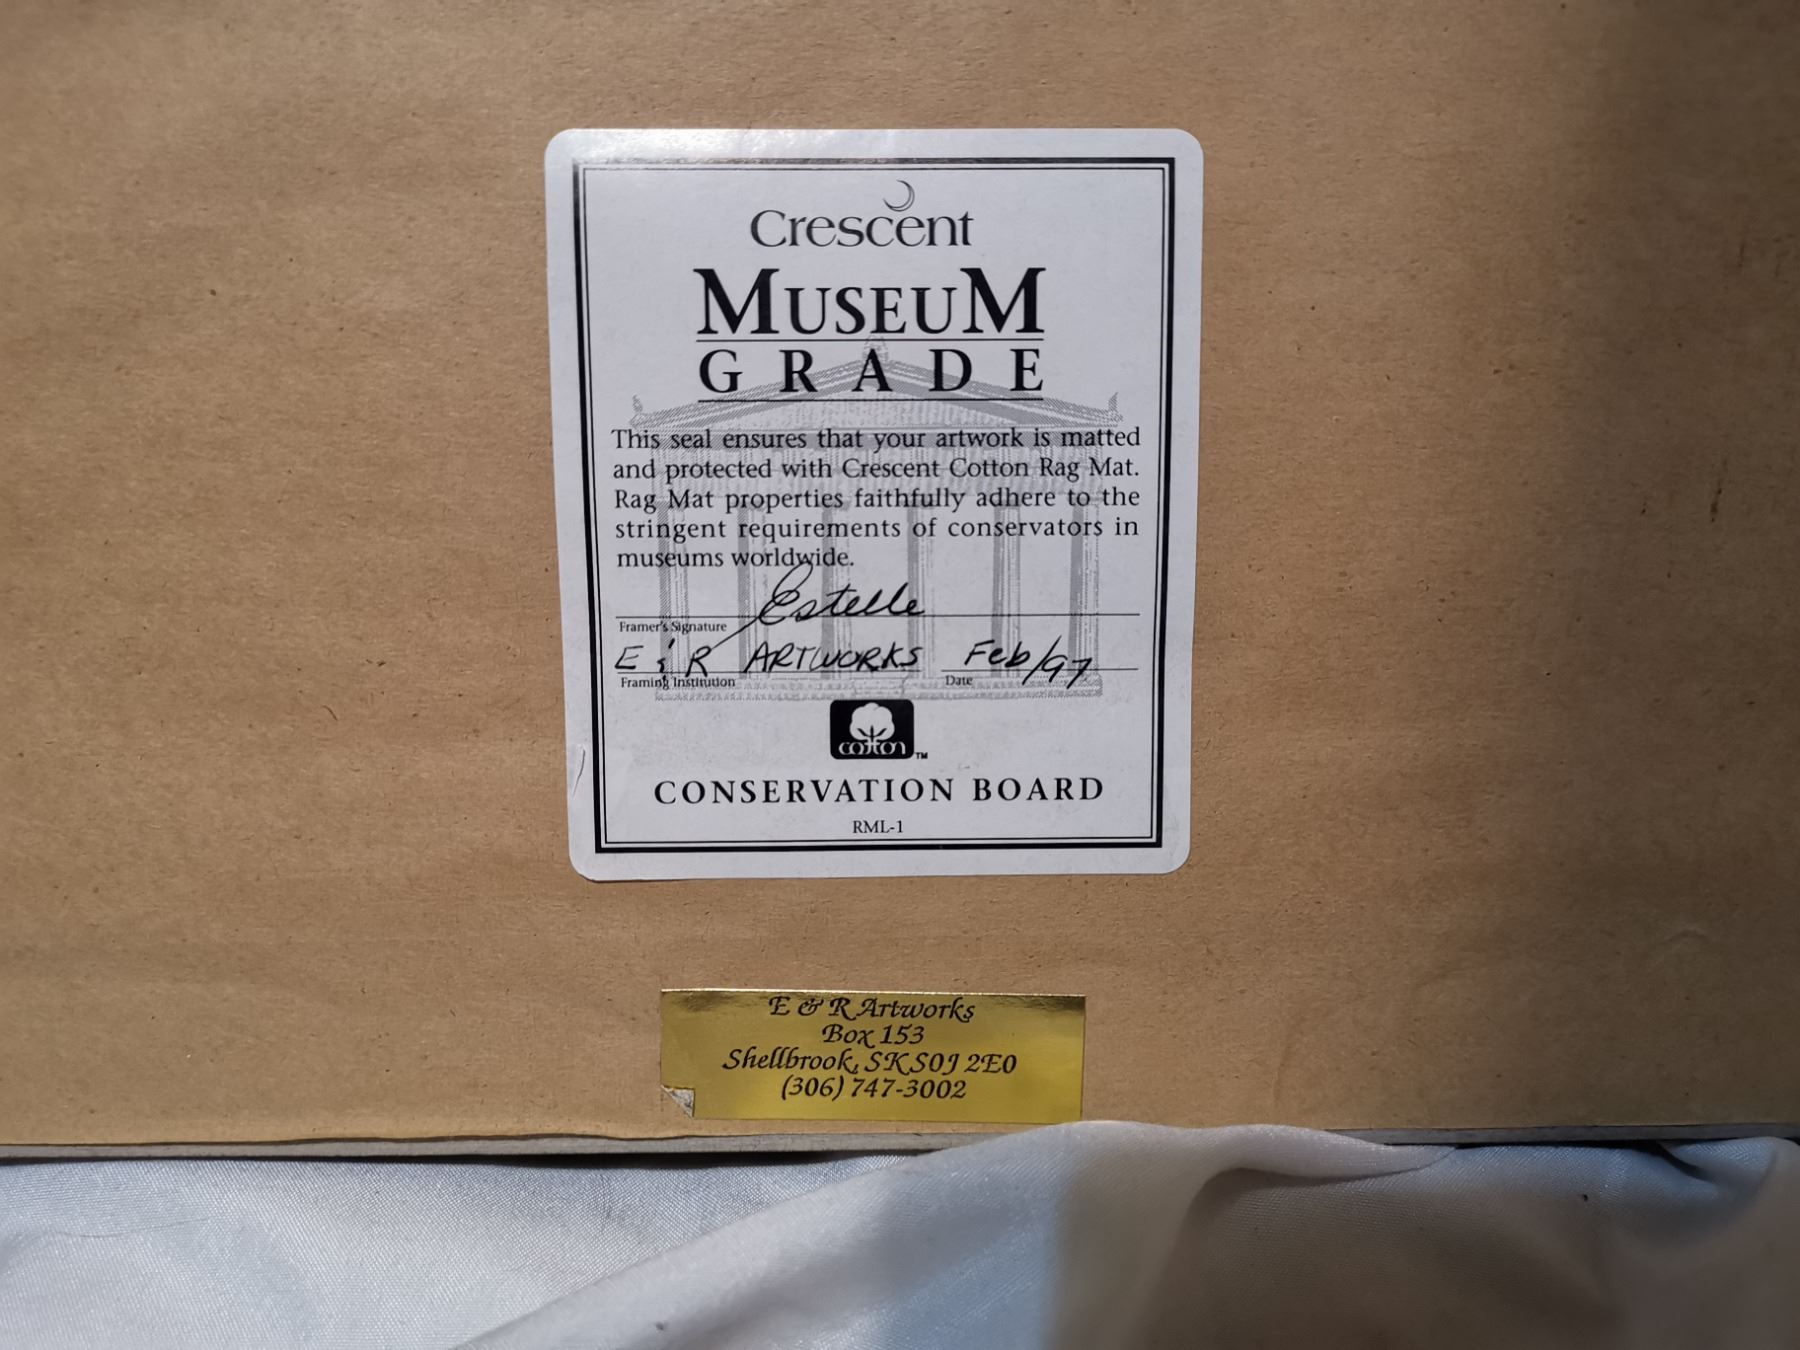 Crescent
MUSEUM
GRADE
This seal ensures that your artwork is matted
and protected with Crescent Cotton Rag Mat.
Rag Mat properties faithfully adhere to the
stringent requirements of conservators in
museums worldwide.
Estelle
Framer's Signature
E & R ARTWORKS Feb/97
Framing Institution Date
cotton TM
CONSERVATION BOARD
RML-1
E & R Artworks
Box 153
Shellbrook, SK S0J 2E0
(306) 747-3002